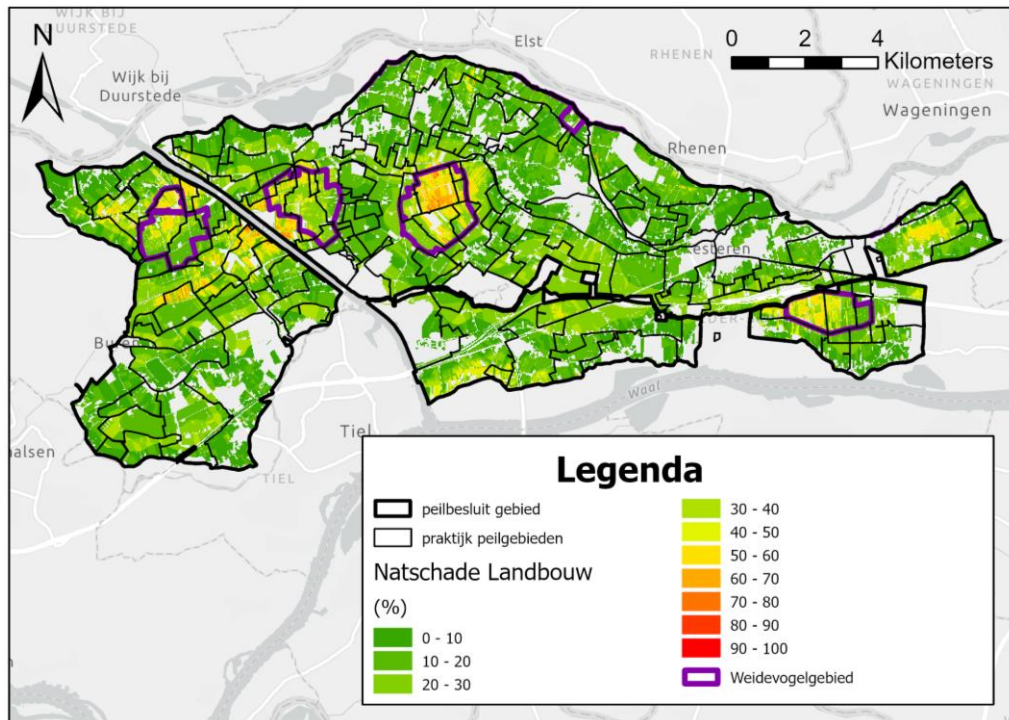 WIJK BIJ
DUURSTEDE
N
Elst
RHENEN
0 2 4
Kilometers
Wijk bij
Duurstede
WAGENINGEN
Wageningen
Rhenen
esteren
Buren
Waal
Tiel
alsen
TIEL
Legenda
peilbesluit gebied
praktijk peilgebieden
Natschade Landbouw
(%)
0 - 10
10 - 20
20 - 30
30 - 40
40 - 50
50 - 60
60 - 70
70 - 80
80 - 90
90 - 100
Weidevogelgebied